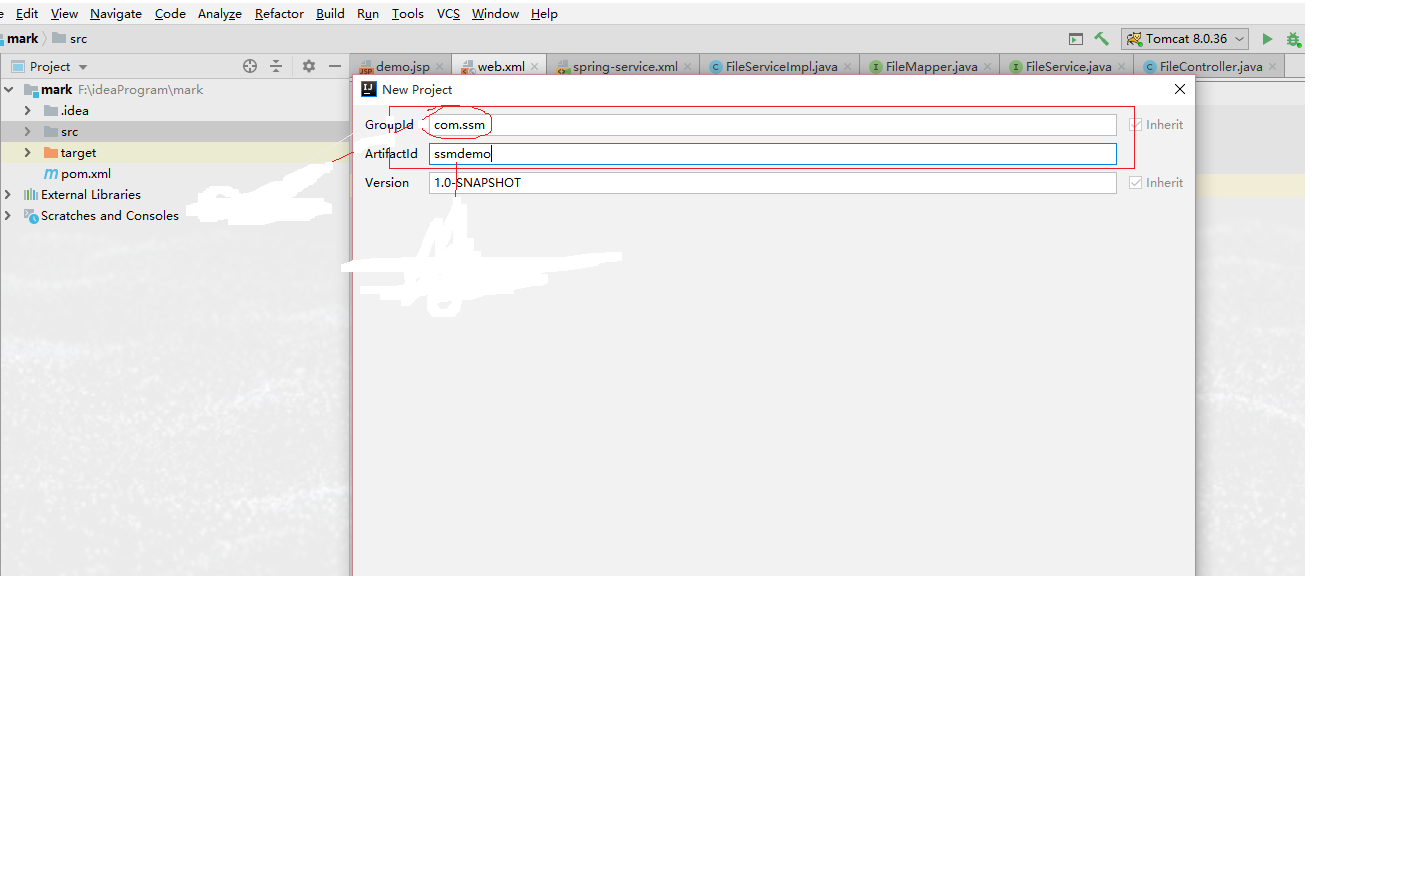 e Edit View Navigate Code Analyze Refactor Build Run Tools VCS Window Help
mark src Tomcat 8.0.36
Project demo.jsp web.xml spring-service.xml FileServiceImpl.java FileMapper.java FileService.java FileController.java
mark F:\ideaProgram\mark
New Project
.idea
GroupId com.ssm Inherit
src
target
ArtifactId ssmdemo
pom.xml
Version 1.0-SNAPSHOT Inherit
External Libraries
Scratches and Consoles